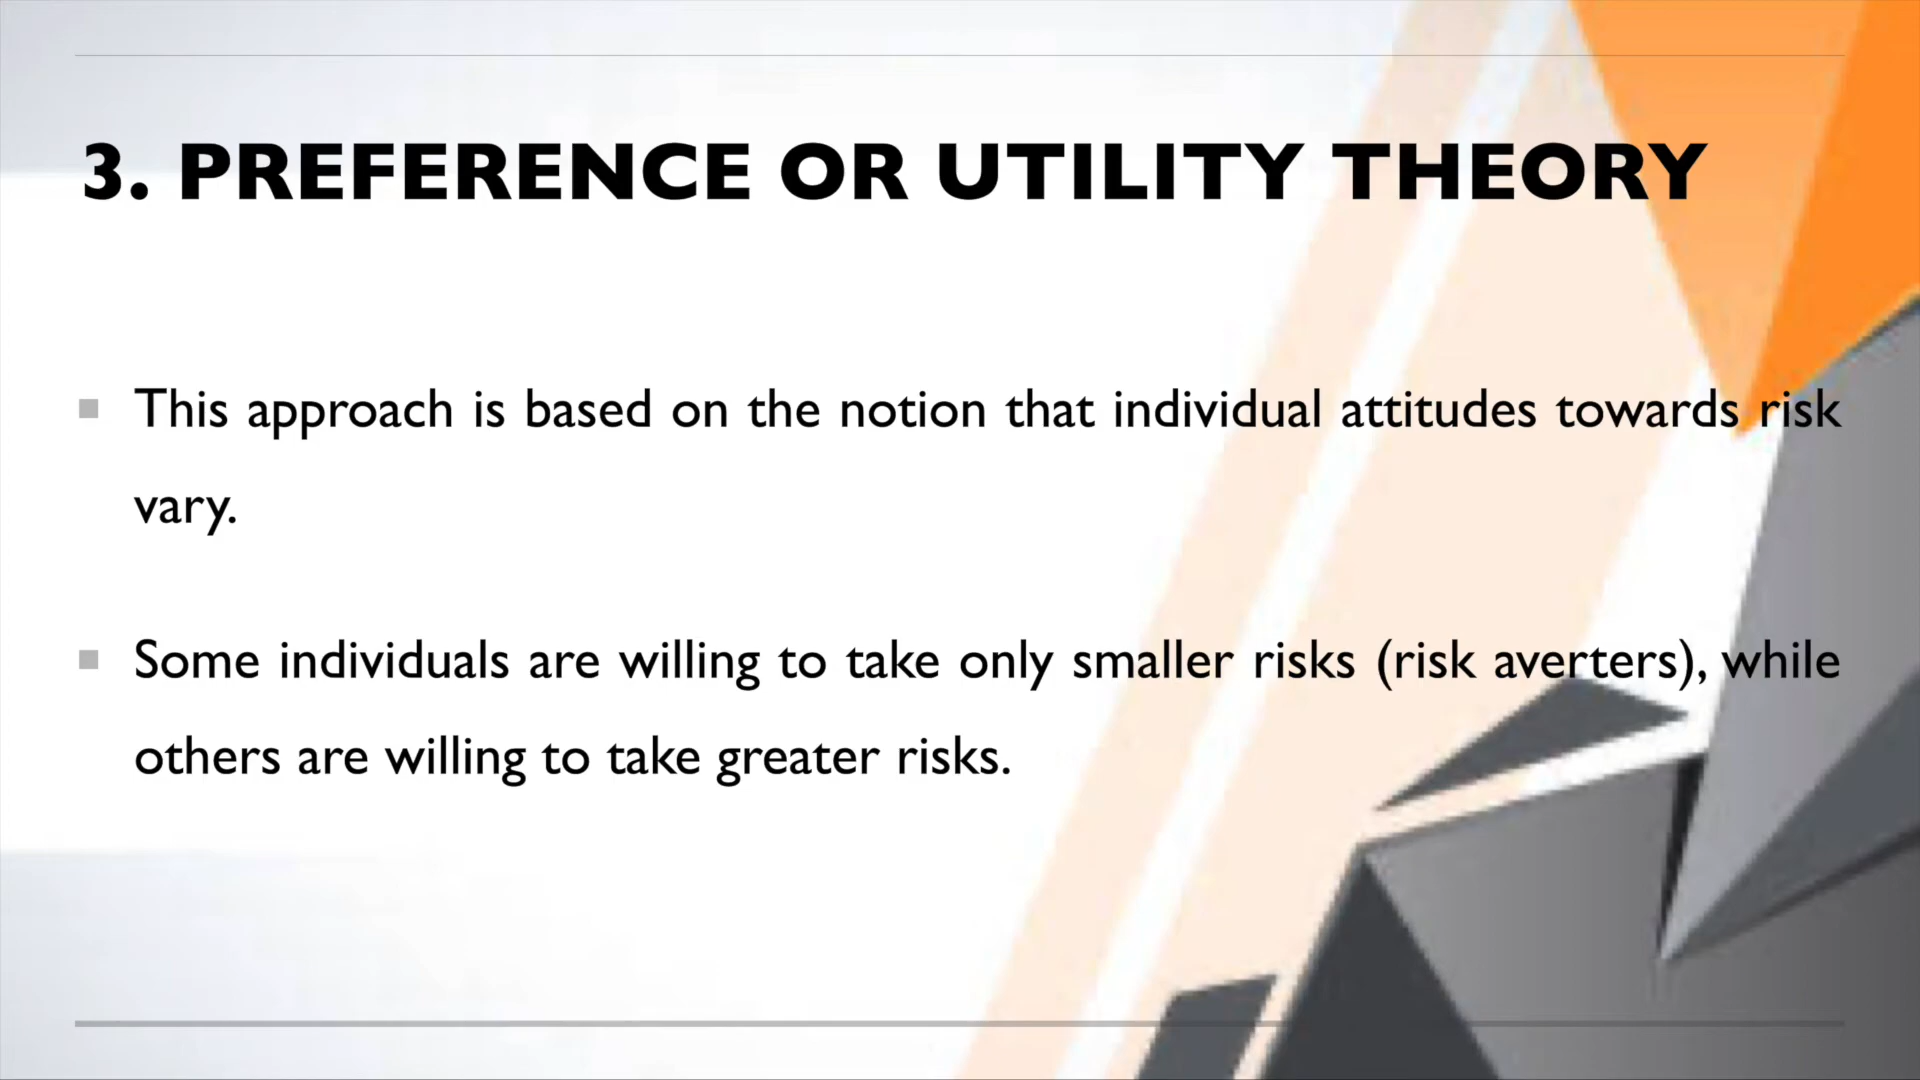 3. PREFERENCE OR UTILITY THEORY
This approach is based on the notion that individual attitudes towards risk
vary.
Some individuals are willing to take only smaller risks (risk averters), while
others are willing to take greater risks.